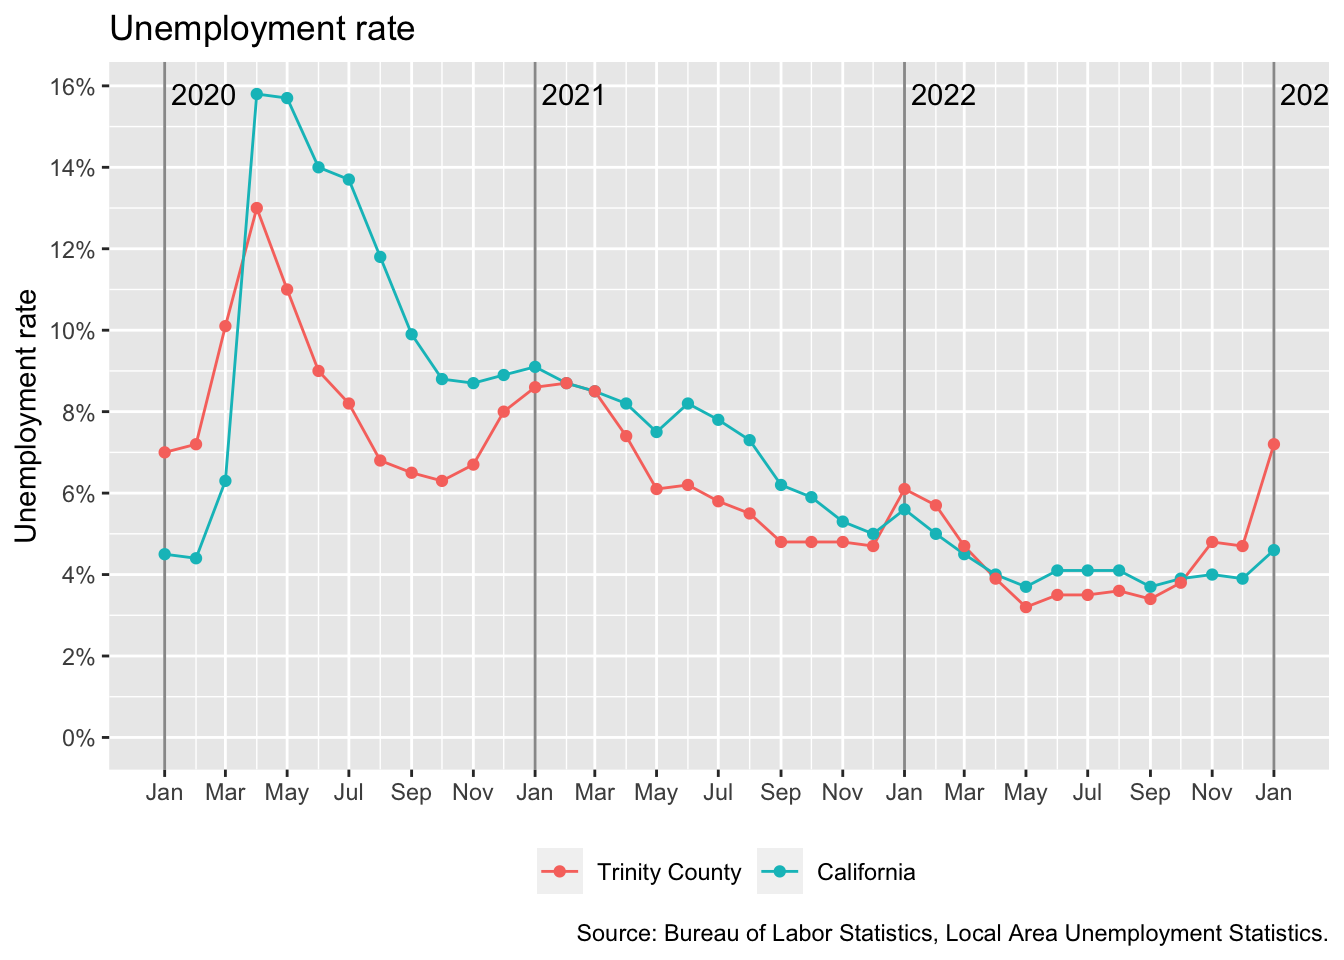 Unemployment rate
16%
14%
12%
10%
8%
6%
4%
2%
0%
Unemployment rate
2020
2021
2022
202
Jan Mar May Jul Sep Nov Jan Mar May Jul Sep Nov Jan Mar May Jul Sep Nov Jan
Trinity County California
Source: Bureau of Labor Statistics, Local Area Unemployment Statistics.